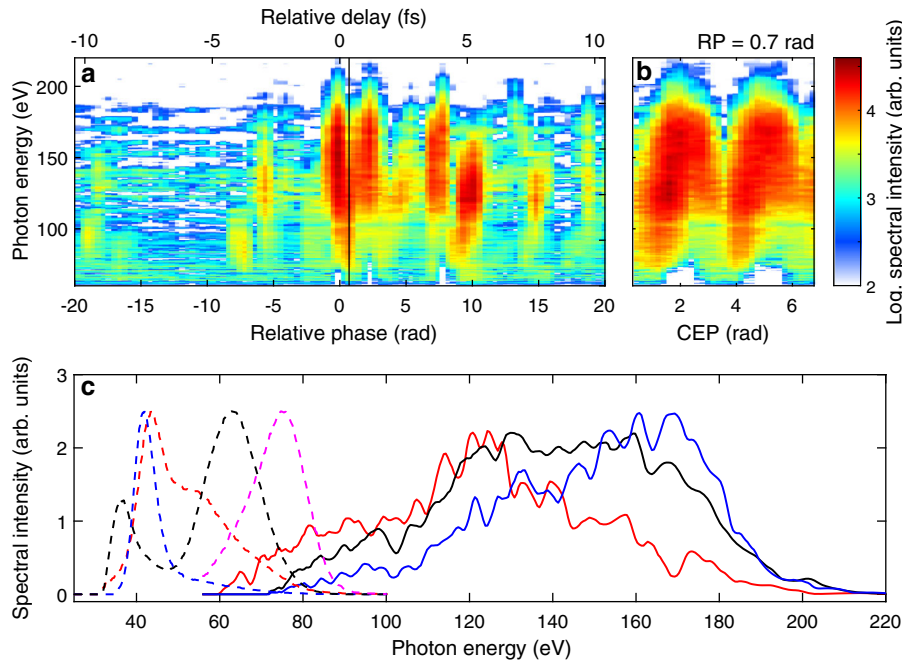 Relative delay (fs)
-10 -5 0 5 10 RP = 0.7 rad
a b
200
150
100
Photon energy (eV)
-20 -15 -10 -5 0 5 10 15 20
Relative phase (rad)
2 4 6
CEP (rad)
4
3
2
Log. spectral intensity (arb. units)
c
3
2
1
0
Spectral intensity (arb. units)
40 60 80 100 120 140 160 180 200 220
Photon energy (eV)